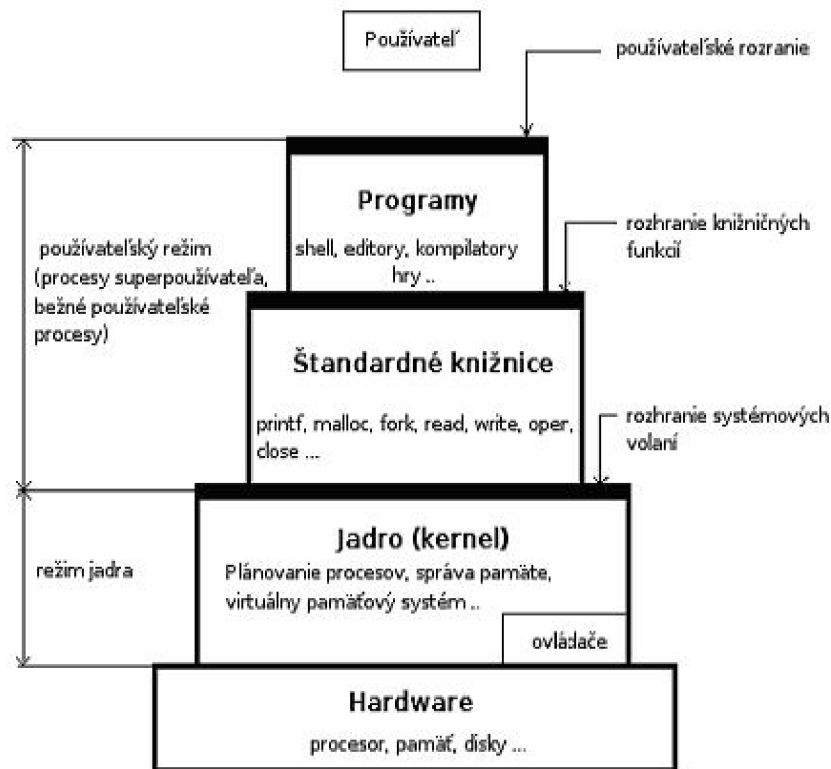 Používateľ
používateľské rozranie
Programy
shell, editory, kompilatory
hry ..
rozhranie knižničných
funkcií
používateľský režim
(procesy superpoužívateľa,
bežné používateľské
procesy)
Štandardné knižnice
printf, malloc, fork, read, write, oper,
close ...
rozhranie systémových
volaní
Jadro (kernel)
Plánovanie procesov, správa pamäte,
virtuálny pamäťový systém ..
režim jadra
ovládače
Hardware
procesor, pamäť, disky ...